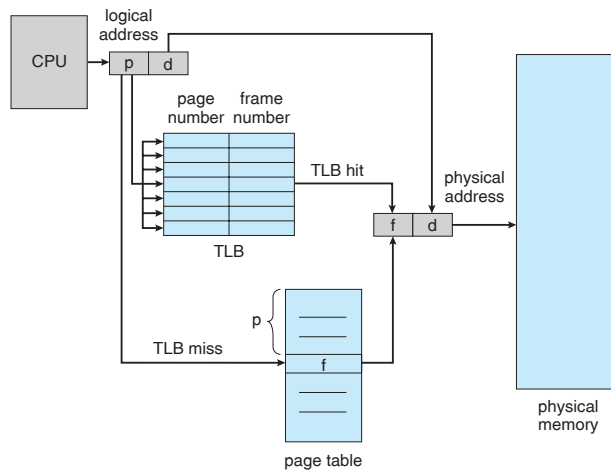 logical
address
CPU
p
d
page
number
frame
number
TLB hit
physical
address
f
d
TLB
p
TLB miss
f
page table
physical
memory